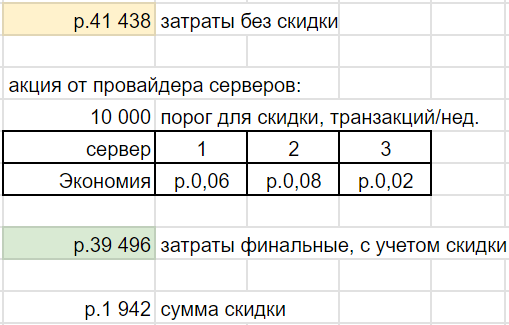 р.41 438 затраты без скидки
акция от провайдера серверов:
10 000 порог для скидки, транзакций/нед.
сервер 1 2 3
Экономия р.0,06 р.0,08 р.0,02
р.39 496 затраты финальные, с учетом скидки
р.1 942 сумма скидки